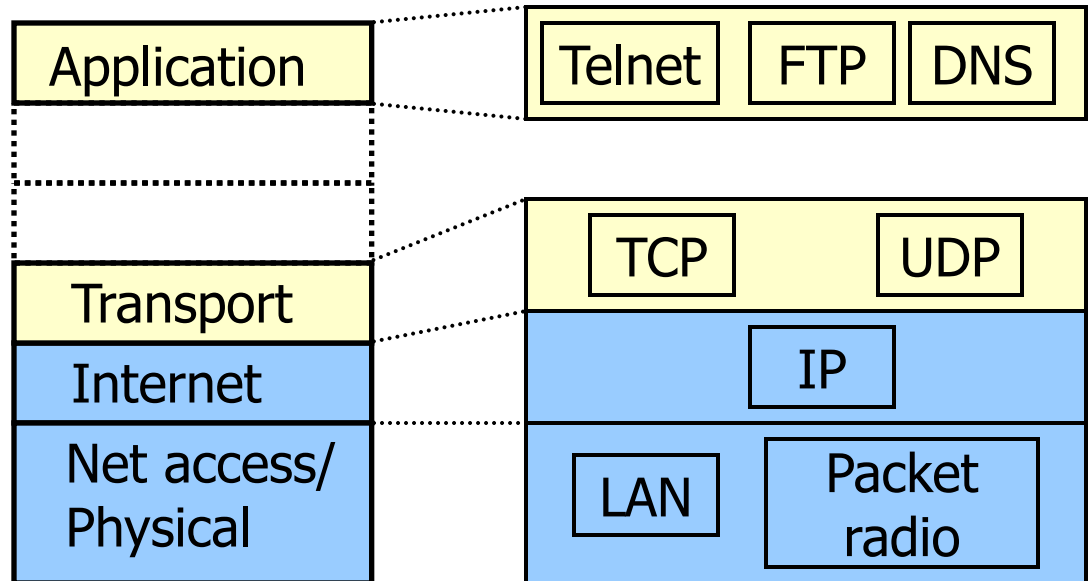 Application
Telnet
FTP
DNS
Transport
TCP
UDP
Internet
IP
Net access/
Physical
LAN
Packet
radio